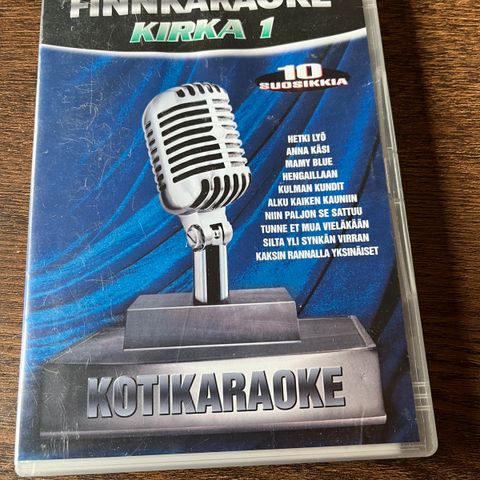 FINNKARAOKE
KIRKA 1
10
SUOSIKKIA
HETKI LYÖ
ANNA KÄSI
MAMY BLUE
HENGAILLAAN
KULMAN KUNDIT
ALKU KAIKEN KAUNIIN
NIIN PALJON SE SATTUU
TUNNE ET MUA VIELÄKÄÄN
SILTA YLI SYNKÄN VIRRAN
KAKSIN RANNALLA YKSINÄISET
KOTIKARAOKE